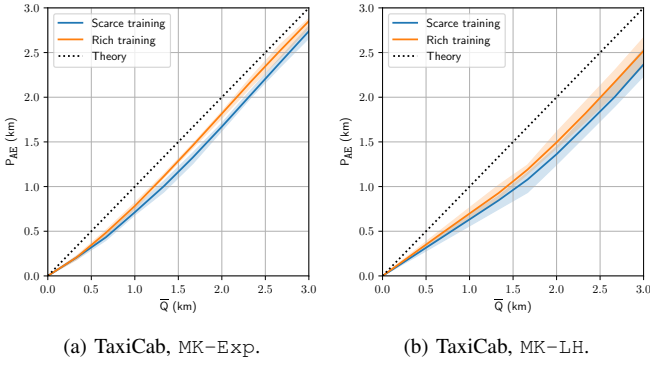 3.0
2.5
2.0
1.5
1.0
0.5
0.0
P_AE (km)
Scarce training
Rich training
Theory
0.0 0.5 1.0 1.5 2.0 2.5 3.0
Q̅ (km)
(a) TaxiCab, MK-Exp.
3.0
2.5
2.0
1.5
1.0
0.5
0.0
P_AE (km)
Scarce training
Rich training
Theory
0.0 0.5 1.0 1.5 2.0 2.5 3.0
Q̅ (km)
(b) TaxiCab, MK-LH.